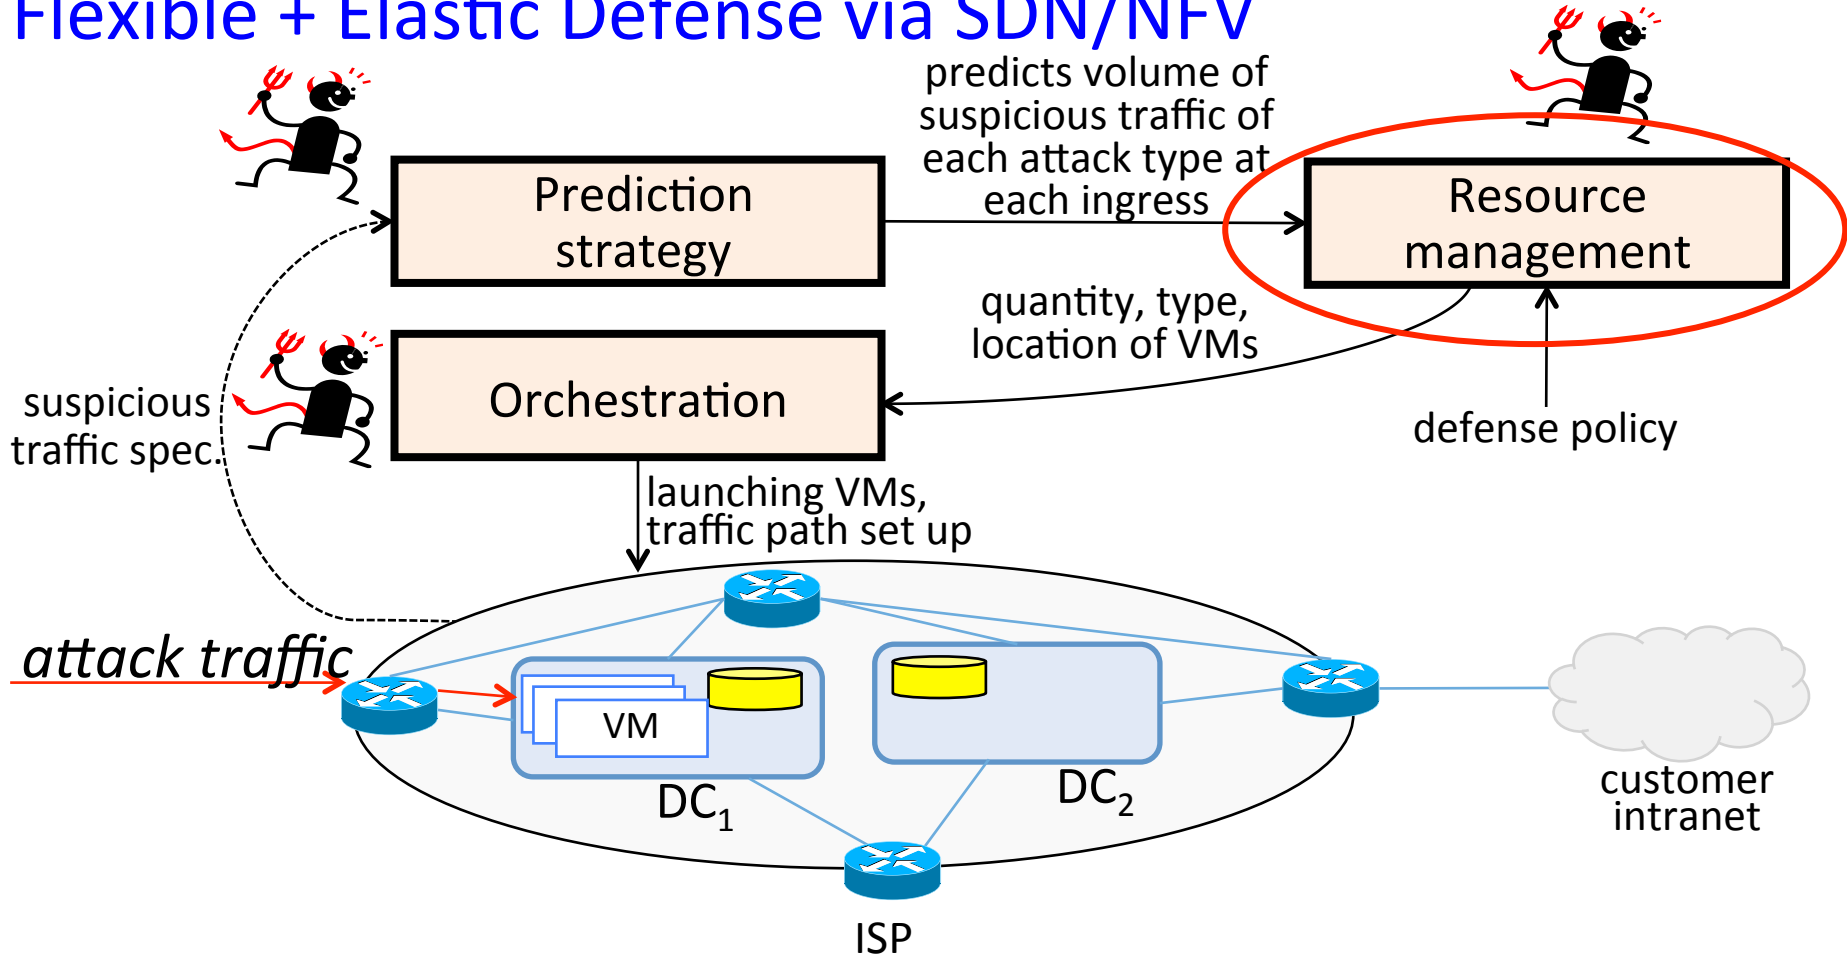 Flexible + Elastic Defense via SDN/NFV
predicts volume of
suspicious traffic of
each attack type at
each ingress
Prediction
strategy
Resource
management
quantity, type,
location of VMs
Orchestration
suspicious
traffic spec.
defense policy
launching VMs,
traffic path set up
attack traffic
VM
DC₁
DC₂
customer
intranet
ISP